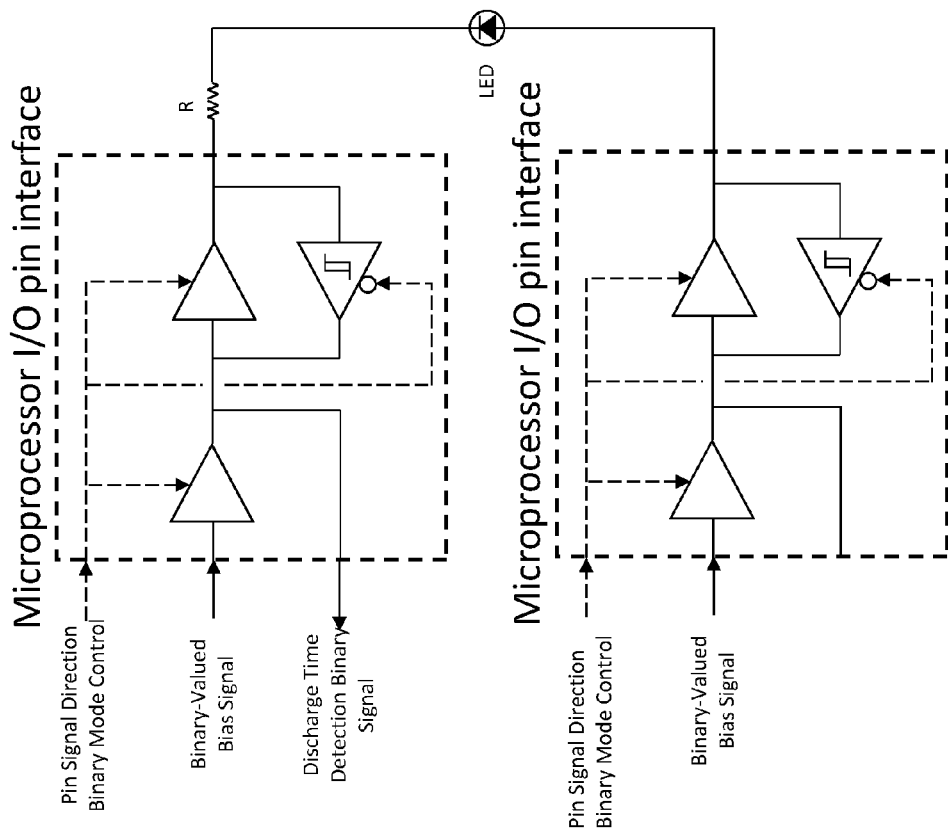 Microprocessor I/O pin interface
Pin Signal Direction
Binary Mode Control
Binary-Valued
Bias Signal
Discharge Time
Detection Binary
Signal
R
LED
Microprocessor I/O pin interface
Pin Signal Direction
Binary Mode Control
Binary-Valued
Bias Signal